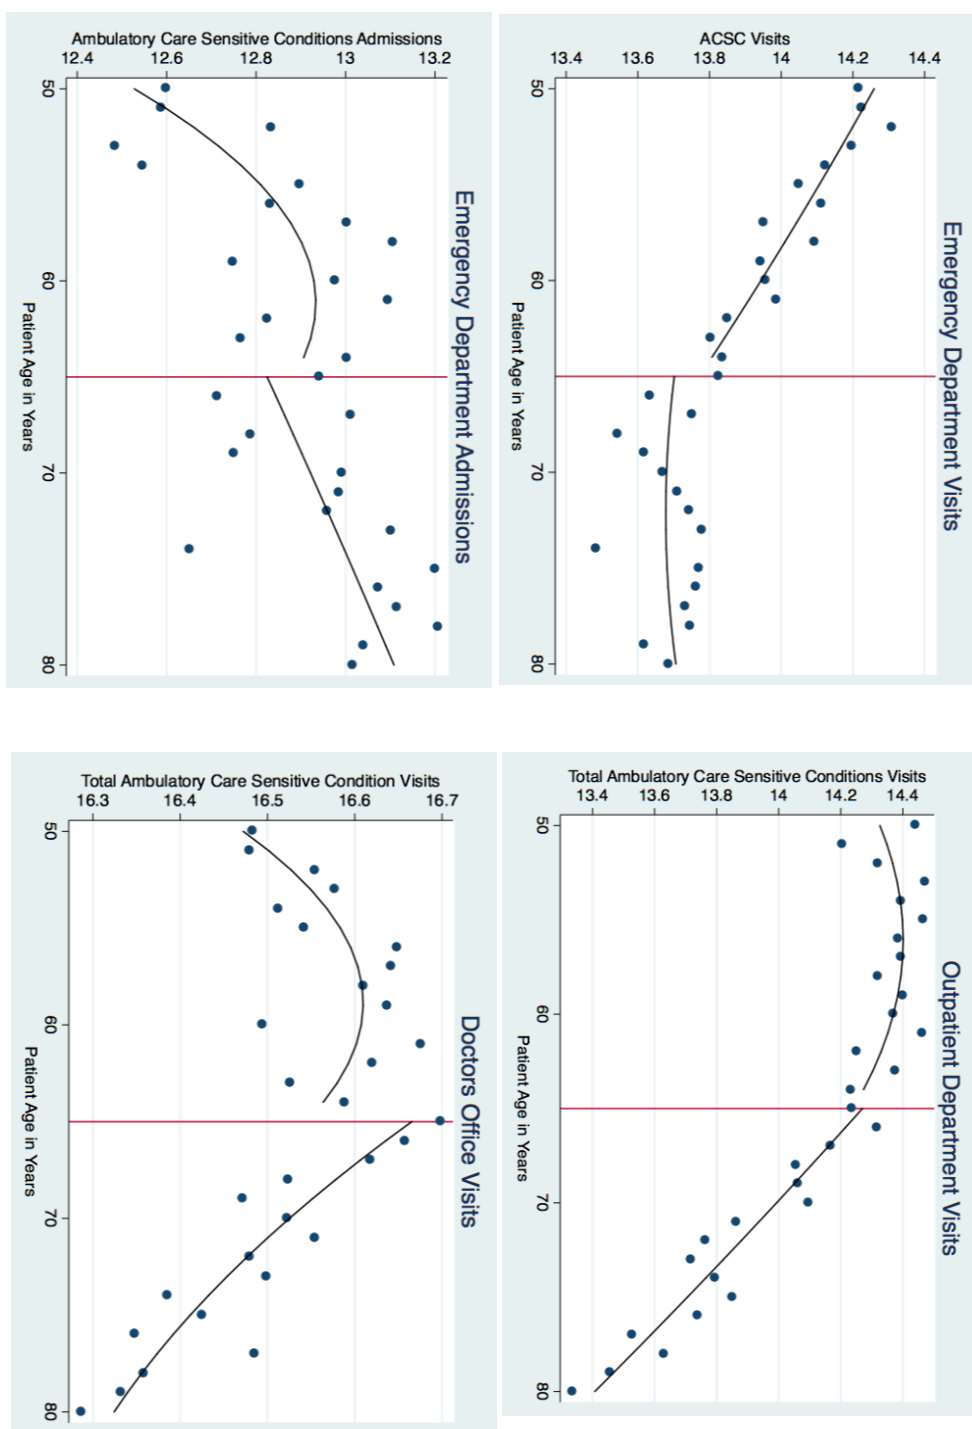 Ambulatory Care Sensitive Conditions Admissions
12.4 12.6 12.8 13 13.2
50 60 70 80
Patient Age in Years
Emergency Department Admissions
ACSC Visits
13.4 13.6 13.8 14 14.2 14.4
50 60 70 80
Patient Age in Years
Emergency Department Visits
Total Ambulatory Care Sensitive Condition Visits
16.3 16.4 16.5 16.6 16.7
50 60 70 80
Patient Age in Years
Doctors Office Visits
Total Ambulatory Care Sensitive Conditions Visits
13.4 13.6 13.8 14 14.2 14.4
50 60 70 80
Patient Age in Years
Outpatient Department Visits